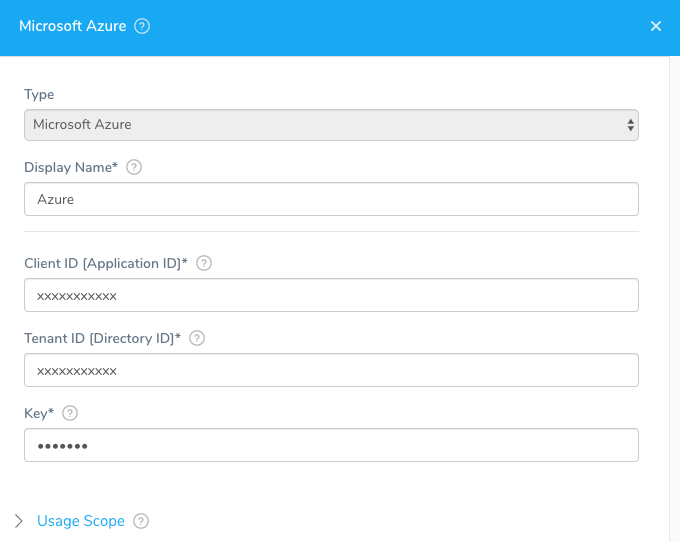 Microsoft Azure ?
×
Type
Microsoft Azure
Display Name* ?
Azure
Client ID [Application ID]* ?
xxxxxxxxxxx
Tenant ID [Directory ID]* ?
xxxxxxxxxxx
Key* ?
•••••••
Usage Scope ?